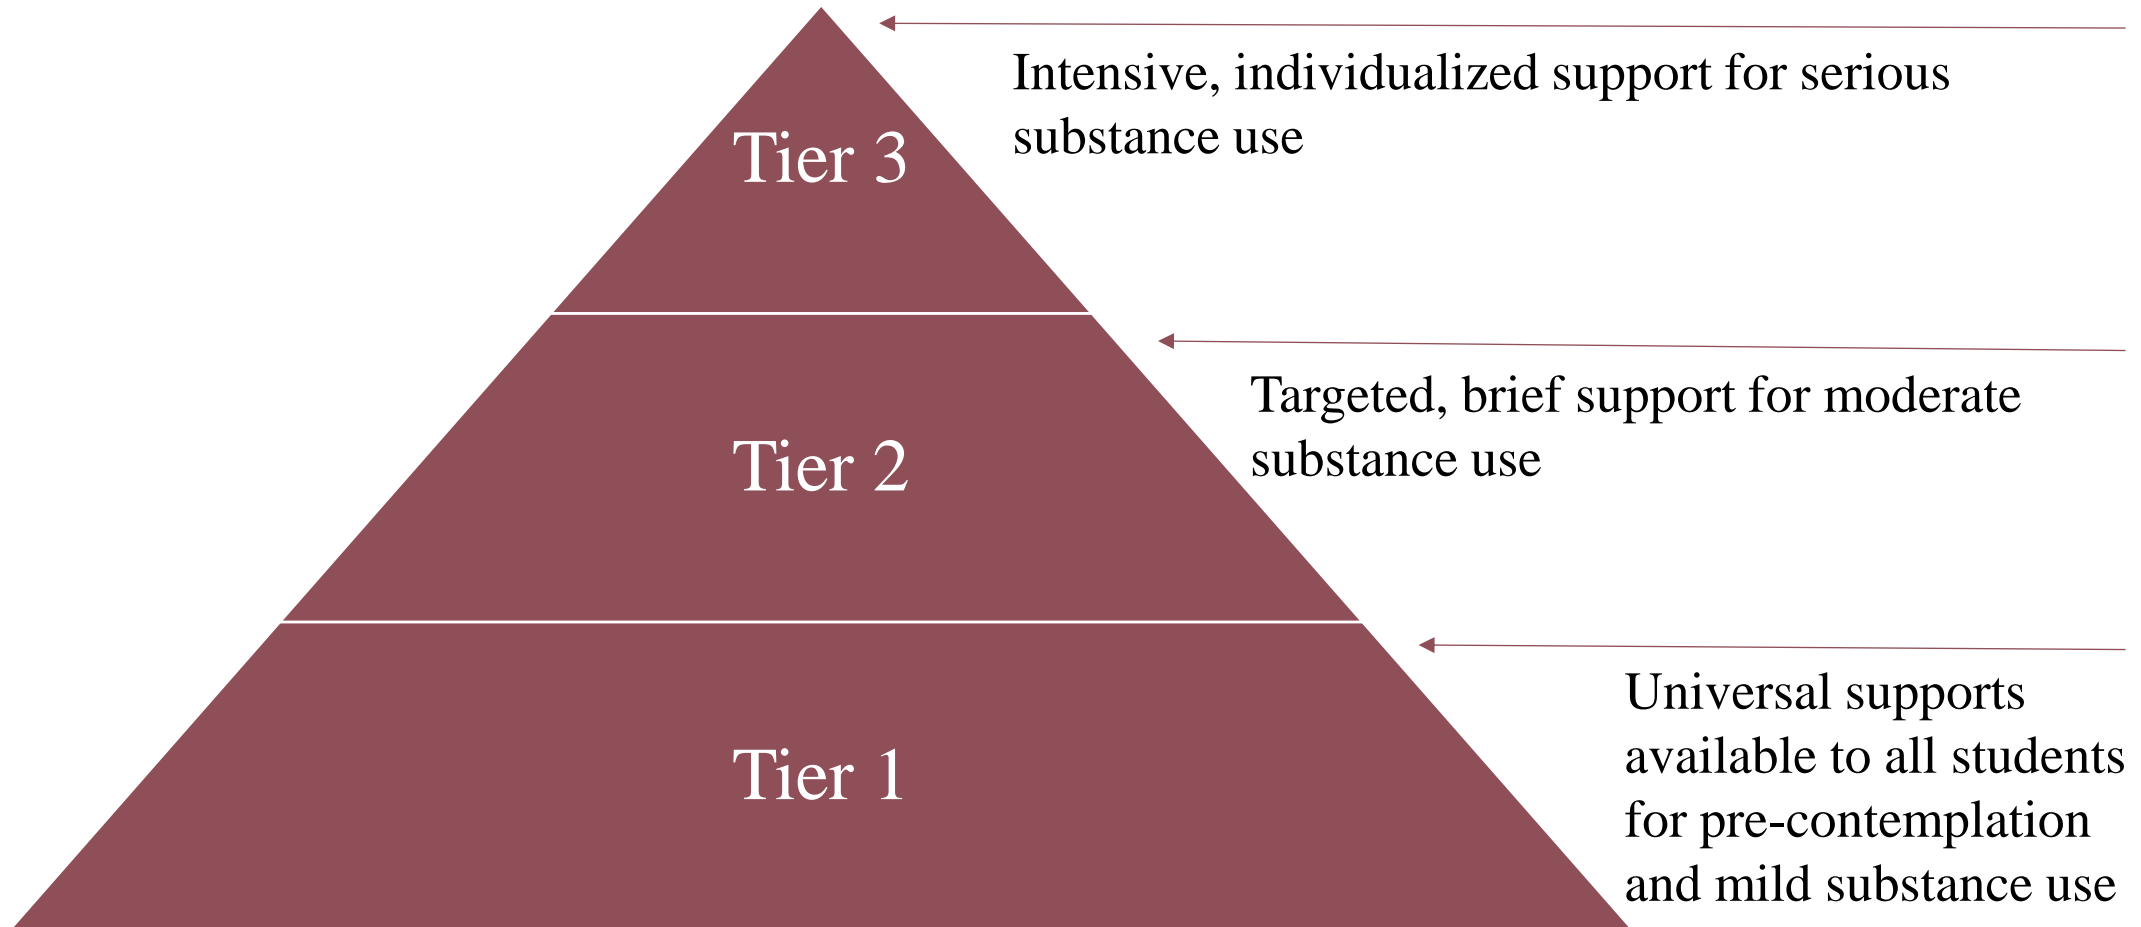 Intensive, individualized support for serious
substance use
Tier 3
Targeted, brief support for moderate
substance use
Tier 2
Universal supports
available to all students
for pre-contemplation
and mild substance use
Tier 1